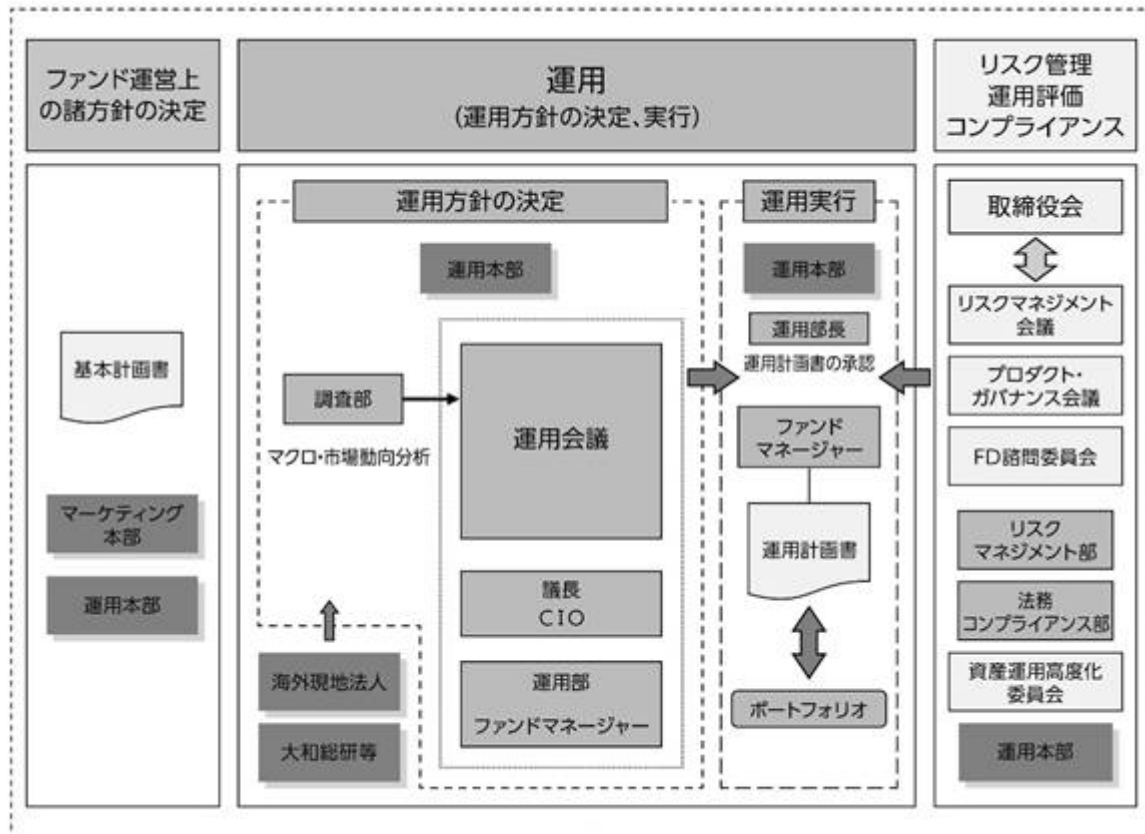 ファンド運営上
の諸方針の決定
運用
(運用方針の決定、実行)
リスク管理
運用評価
コンプライアンス
基本計画書
マーケティング
本部
運用本部
運用方針の決定
運用本部
調査部
マクロ・市場動向分析
運用会議
議長
CIO
運用部
ファンドマネージャー
海外現地法人
大和総研等
運用実行
運用本部
運用部長
運用計画書の承認
ファンド
マネージャー
運用計画書
ポートフォリオ
取締役会
リスクマネジメント
会議
プロダクト・
ガバナンス会議
FD諮問委員会
リスク
マネジメント部
法務
コンプライアンス部
資産運用高度化
委員会
運用本部